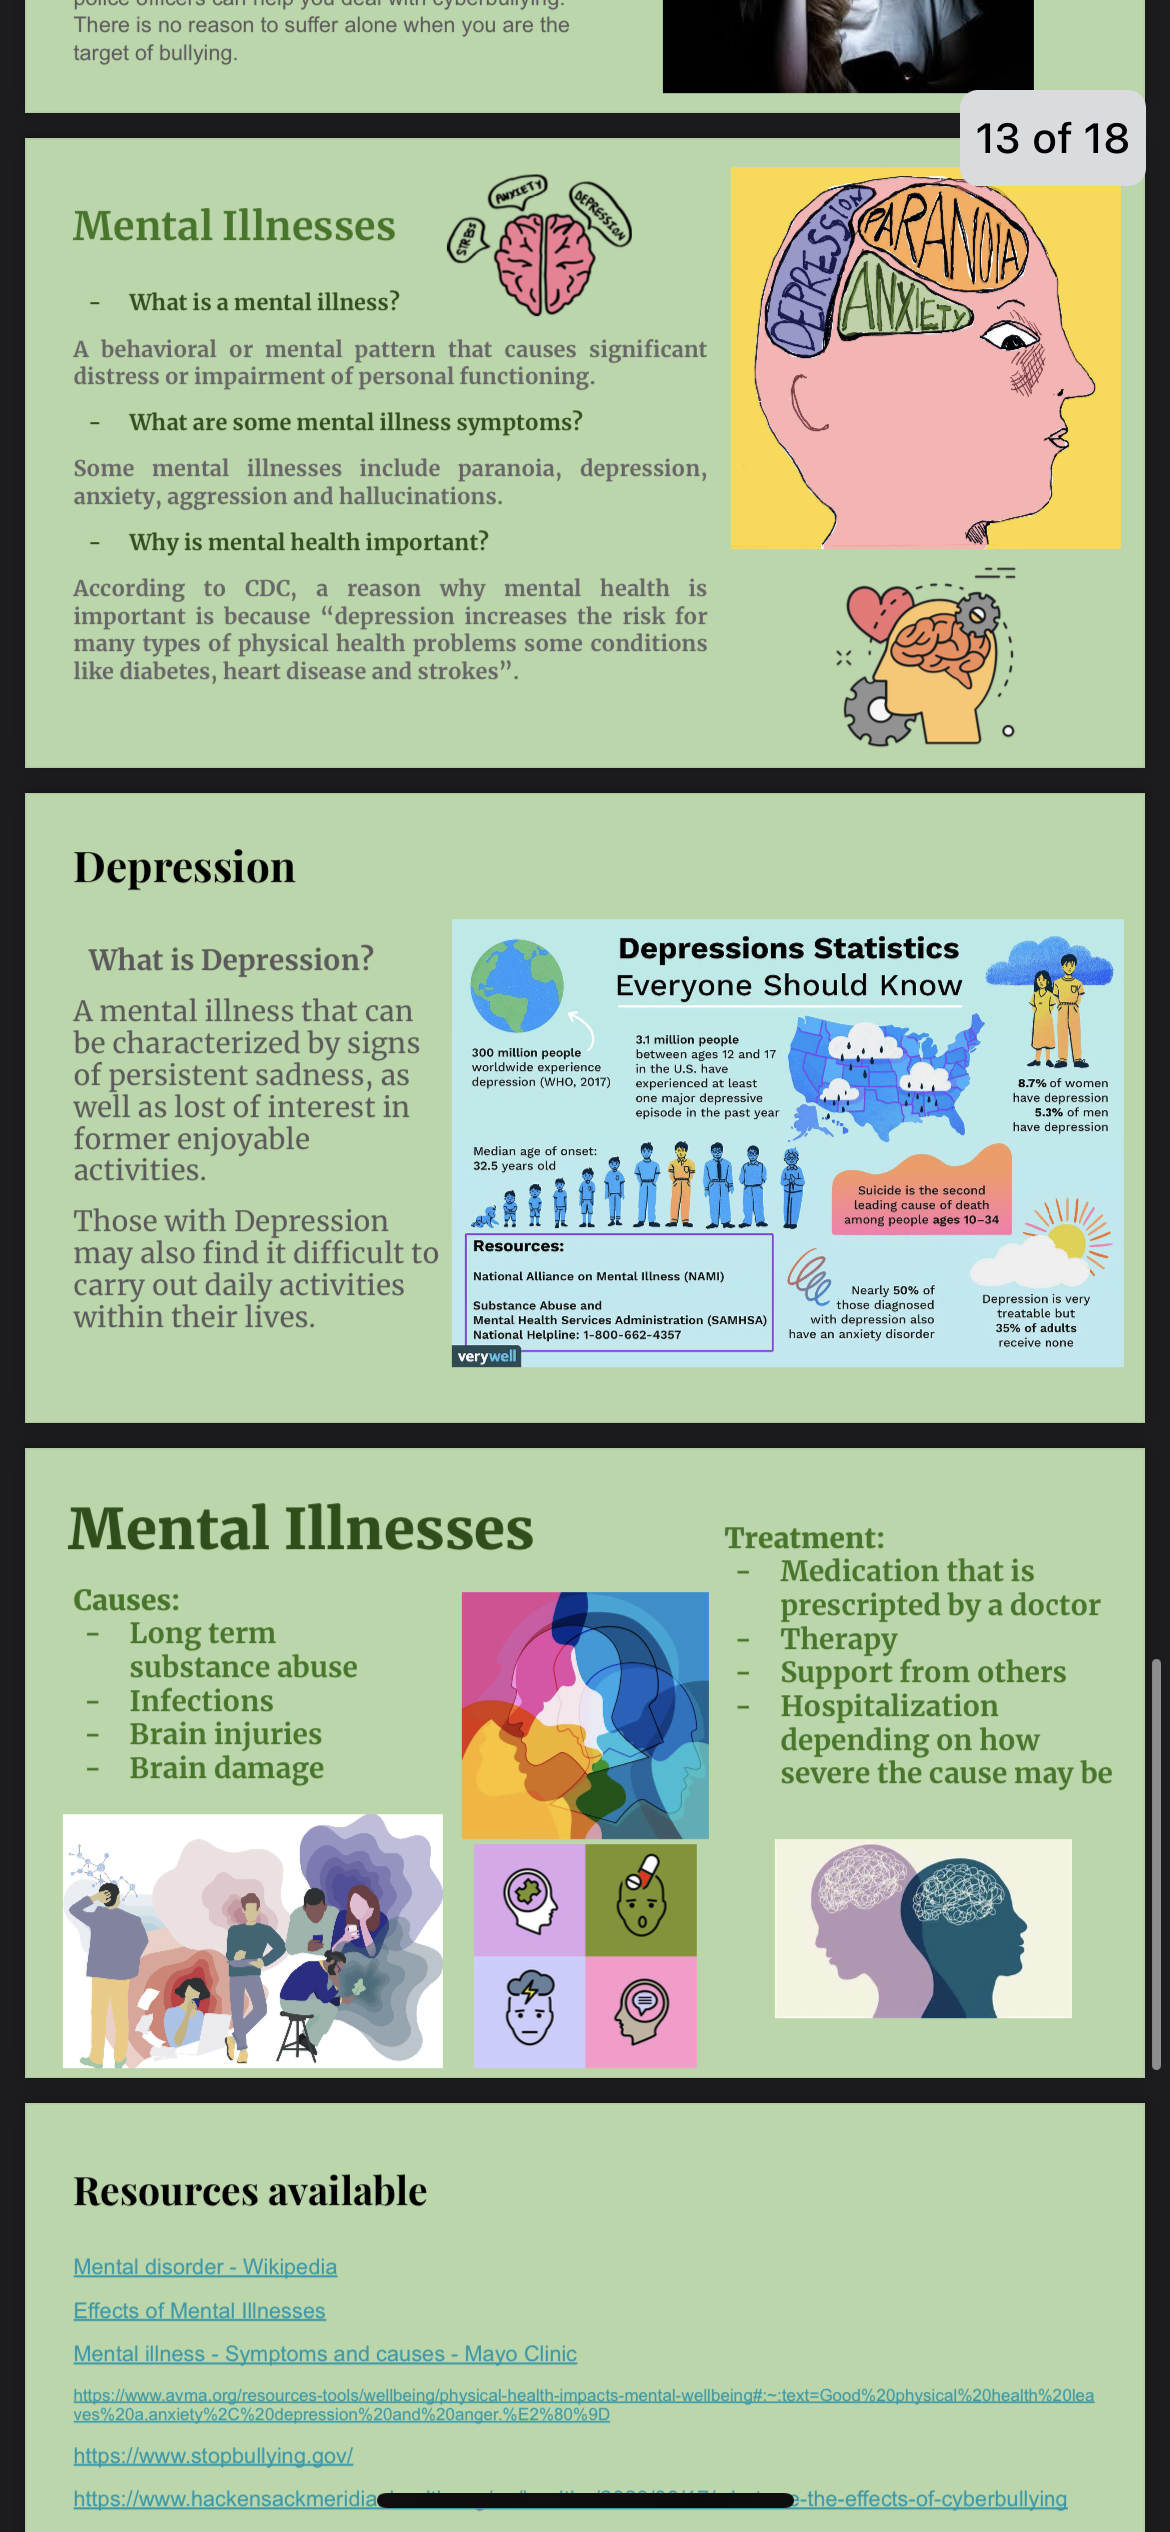 police officers can help you deal with cyberbullying.
There is no reason to suffer alone when you are the
target of bullying.
13 of 18
Mental Illnesses
STRESS
ANXIETY
DEPRESSION
DEPRESSION
PARANOIA
ANXIETY
- What is a mental illness?
A behavioral or mental pattern that causes significant
distress or impairment of personal functioning.
- What are some mental illness symptoms?
Some mental illnesses include paranoia, depression,
anxiety, aggression and hallucinations.
- Why is mental health important?
According to CDC, a reason why mental health is
important is because “depression increases the risk for
many types of physical health problems some conditions
like diabetes, heart disease and strokes”.
Depression
What is Depression?
A mental illness that can
be characterized by signs
of persistent sadness, as
well as lost of interest in
former enjoyable
activities.
Those with Depression
may also find it difficult to
carry out daily activities
within their lives.
Depressions Statistics
Everyone Should Know
300 million people
worldwide experience
depression (WHO, 2017)
3.1 million people
between ages 12 and 17
in the U.S. have
experienced at least
one major depressive
episode in the past year
8.7% of women
have depression
5.3% of men
have depression
Median age of onset:
32.5 years old
Suicide is the second
leading cause of death
among people ages 10–34
Resources:
National Alliance on Mental Illness (NAMI)
Substance Abuse and
Mental Health Services Administration (SAMHSA)
National Helpline: 1-800-662-4357
Nearly 50% of
those diagnosed
with depression also
have an anxiety disorder
Depression is very
treatable but
35% of adults
receive none
verywell
Mental Illnesses
Causes:
- Long term
substance abuse
- Infections
- Brain injuries
- Brain damage
Treatment:
- Medication that is
prescripted by a doctor
- Therapy
- Support from others
- Hospitalization
depending on how
severe the cause may be
Resources available
Mental disorder - Wikipedia
Effects of Mental Illnesses
Mental illness - Symptoms and causes - Mayo Clinic
https://www.avma.org/resources-tools/wellbeing/physical-health-impacts-mental-wellbeing#:~:text=Good%20physical%20health%20lea
ves%20a,anxiety%2C%20depression%20and%20anger.%E2%80%9D
https://www.stopbullying.gov/
https://www.hackensackmeridia -the-effects-of-cyberbullying